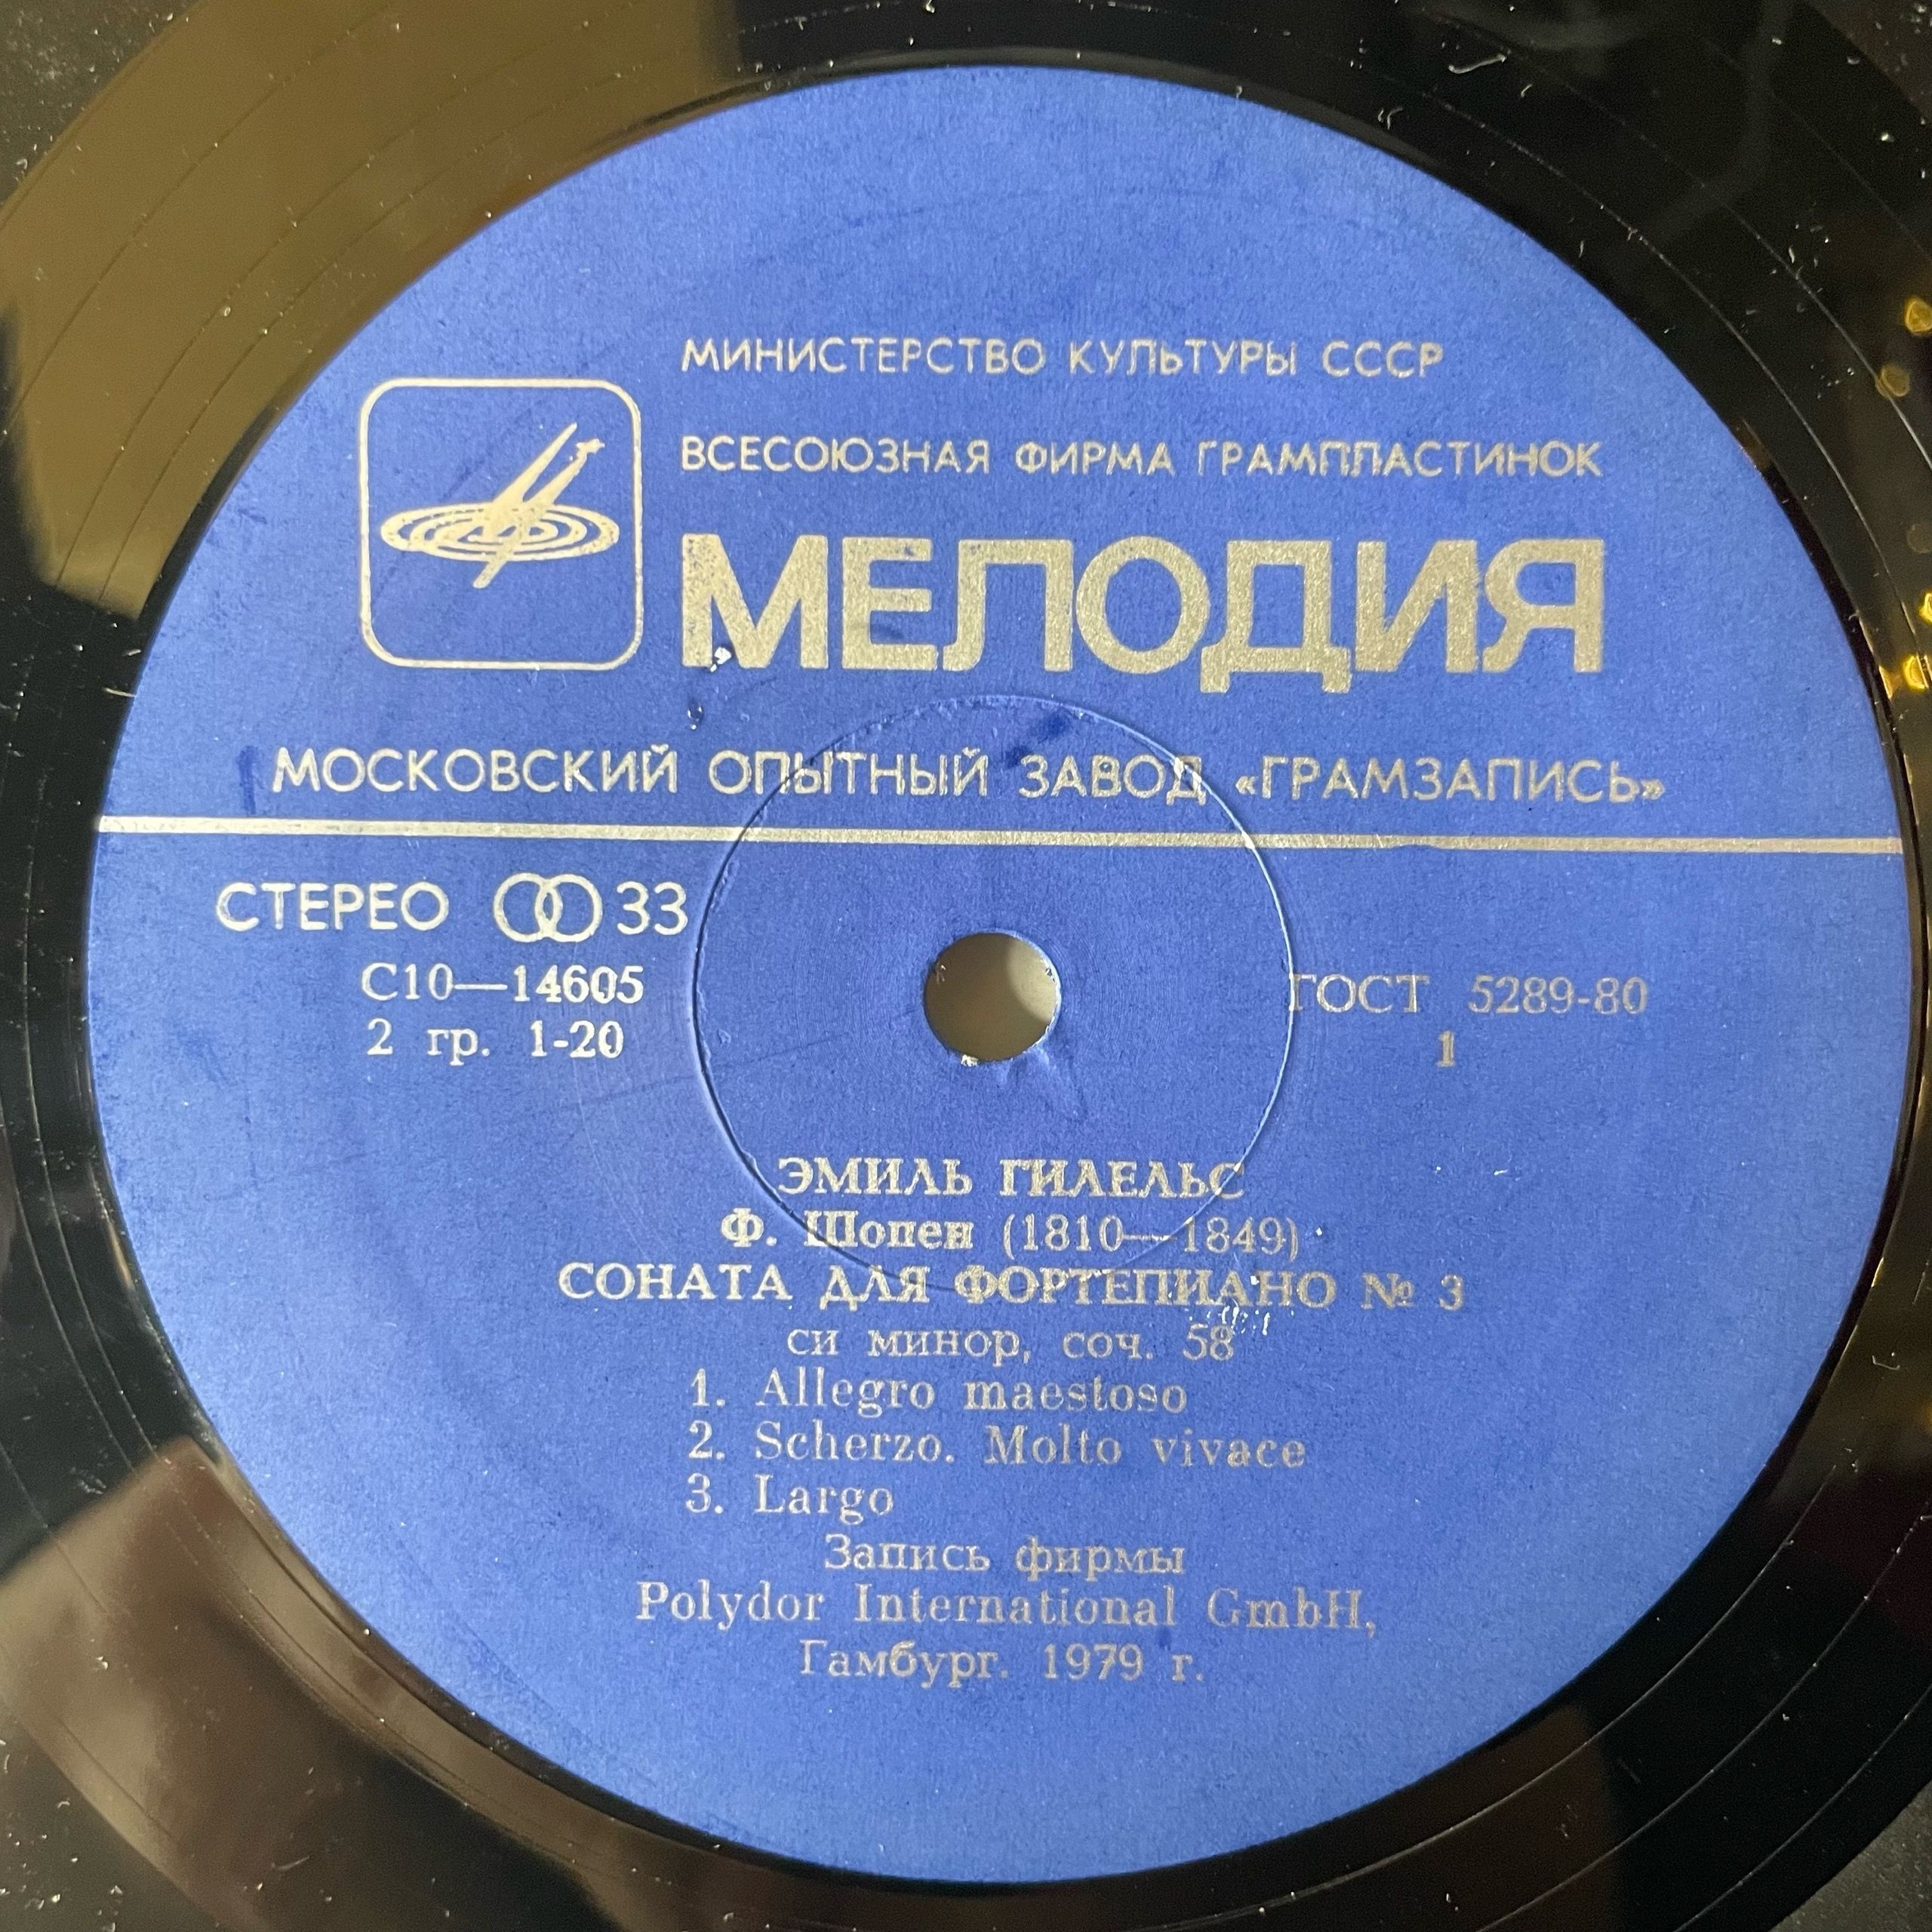 МИНИСТЕРСТВО КУЛЬТУРЫ СССР
ВСЕСОЮЗНАЯ ФИРМА ГРАМПЛАСТИНОК
МЕЛОДИЯ
МОСКОВСКИЙ ОПЫТНЫЙ ЗАВОД «ГРАМЗАПИСЬ»
СТЕРЕО 33
С10—14605
2 гр. 1-20
ГОСТ 5289-80
1
ЭМИЛЬ ГИЛЕЛЬС
Ф. Шопен (1810—1849)
СОНАТА ДЛЯ ФОРТЕПИАНО № 3
си минор, соч. 58
1. Allegro maestoso
2. Scherzo. Molto vivace
3. Largo
Запись фирмы
Polydor International GmbH,
Гамбург. 1979 г.